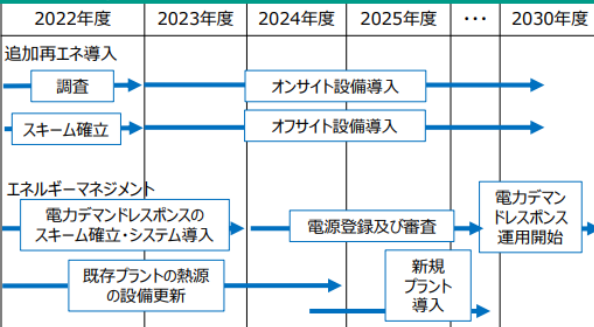 2022年度 2023年度 2024年度 2025年度 ・・・ 2030年度
追加再エネ導入
調査
オンサイト設備導入
スキーム確立
オフサイト設備導入
エネルギーマネジメント
電力デマンドレスポンスの
スキーム確立・システム導入
電源登録及び審査
電力デマン
ドレスポンス
運用開始
既存プラントの熱源
の設備更新
新規
プラント
導入